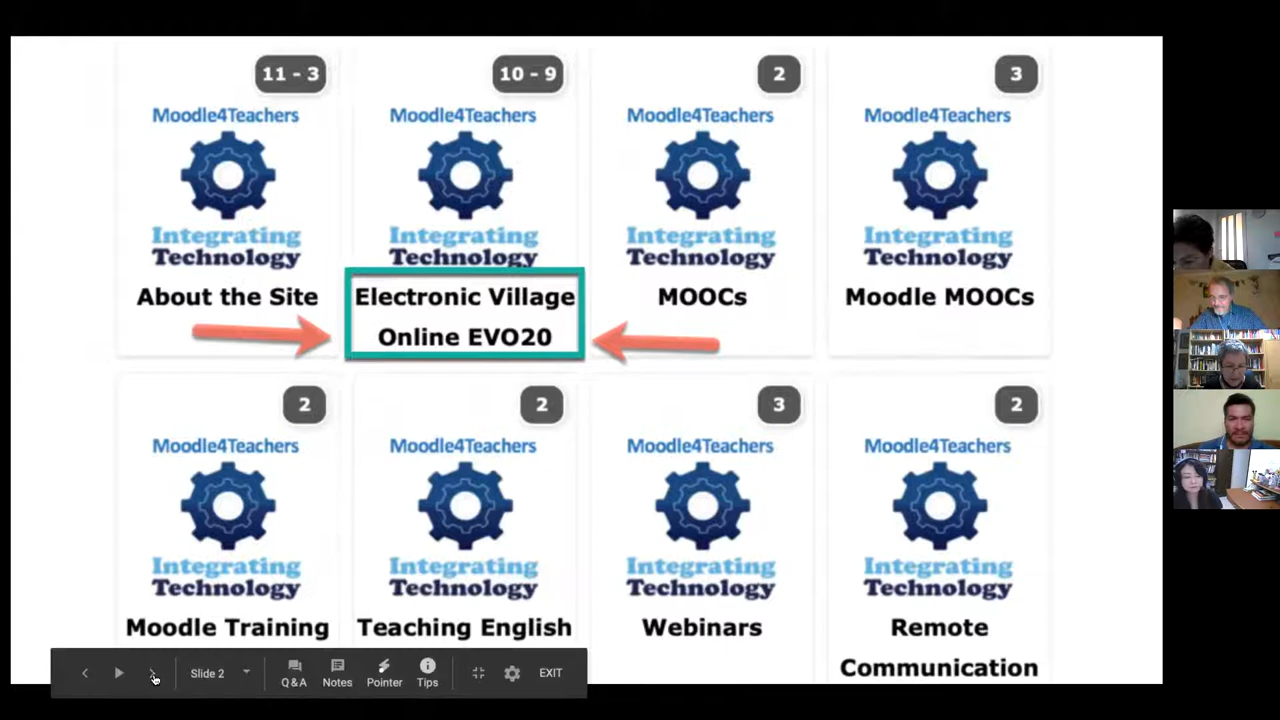 11 - 3
Moodle4Teachers
Integrating
Technology
About the Site
10 - 9
Moodle4Teachers
Integrating
Technology
Electronic Village
Online EVO20
2
Moodle4Teachers
Integrating
Technology
MOOCs
3
Moodle4Teachers
Integrating
Technology
Moodle MOOCs
2
Moodle4Teachers
Integrating
Technology
Moodle Training
2
Moodle4Teachers
Integrating
Technology
Teaching English
3
Moodle4Teachers
Integrating
Technology
Webinars
2
Moodle4Teachers
Integrating
Technology
Remote
Communication
Slide 2
Q&A
Notes
Pointer
Tips
EXIT